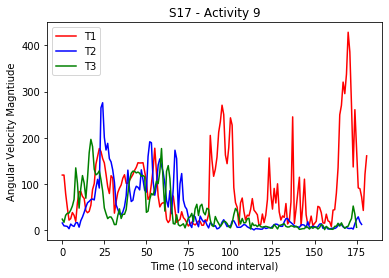 S17 - Activity 9
Angular Velocity Magntiude
400
300
200
100
0
T1
T2
T3
0 25 50 75 100 125 150 175
Time (10 second interval)